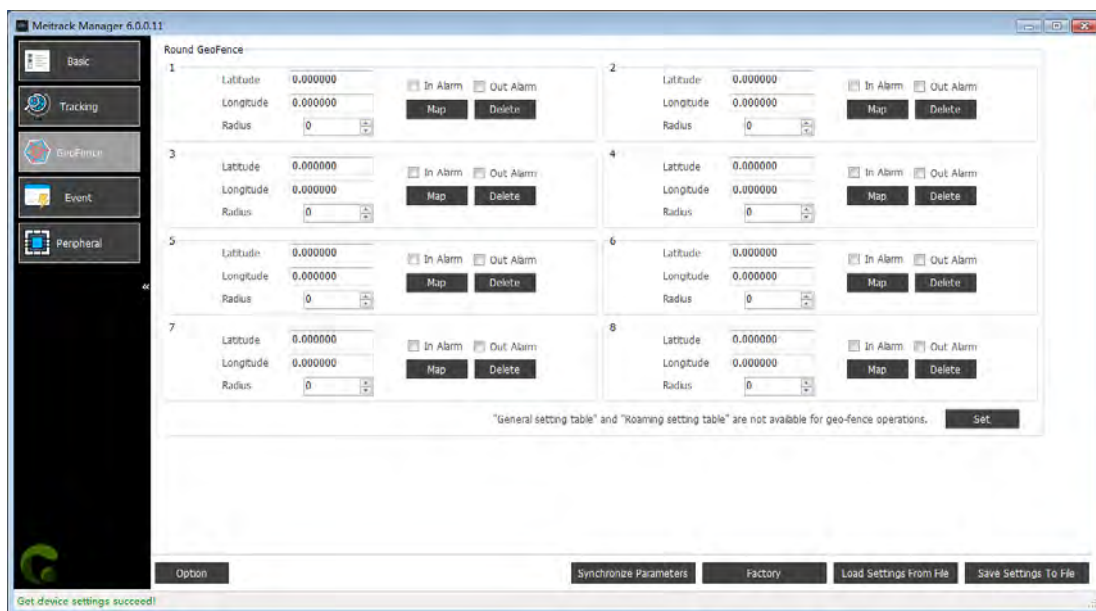 Meitrack Manager 6.0.0.11
Basic
Tracking
GeoFence
Event
Peripheral
«
Round GeoFence
1
Latitude 0.000000
In Alarm Out Alarm
Longitude 0.000000
Map Delete
Radius 0
2
Latitude 0.000000
In Alarm Out Alarm
Longitude 0.000000
Map Delete
Radius 0
3
Latitude 0.000000
In Alarm Out Alarm
Longitude 0.000000
Map Delete
Radius 0
4
Latitude 0.000000
In Alarm Out Alarm
Longitude 0.000000
Map Delete
Radius 0
5
Latitude 0.000000
In Alarm Out Alarm
Longitude 0.000000
Map Delete
Radius 0
6
Latitude 0.000000
In Alarm Out Alarm
Longitude 0.000000
Map Delete
Radius 0
7
Latitude 0.000000
In Alarm Out Alarm
Longitude 0.000000
Map Delete
Radius 0
8
Latitude 0.000000
In Alarm Out Alarm
Longitude 0.000000
Map Delete
Radius 0
"General setting table" and "Roaming setting table" are not available for geo-fence operations. Set
Option Synchronize Parameters Factory Load Settings From File Save Settings To File
Get device settings succeed!